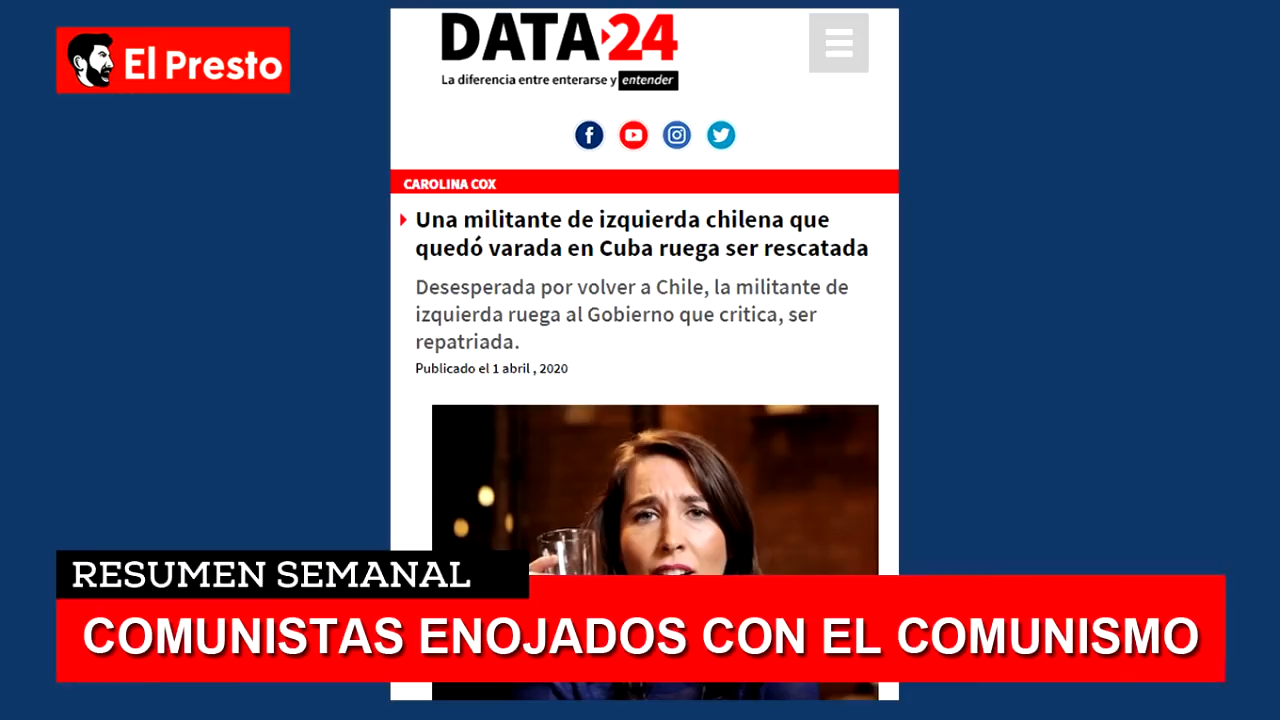 El Presto
DATA24
La diferencia entre enterarse y entender
CAROLINA COX
Una militante de izquierda chilena que
quedó varada en Cuba ruega ser rescatada
Desesperada por volver a Chile, la militante de
izquierda ruega al Gobierno que critica, ser
repatriada.
Publicado el 1 abril , 2020
RESUMEN SEMANAL
COMUNISTAS ENOJADOS CON EL COMUNISMO